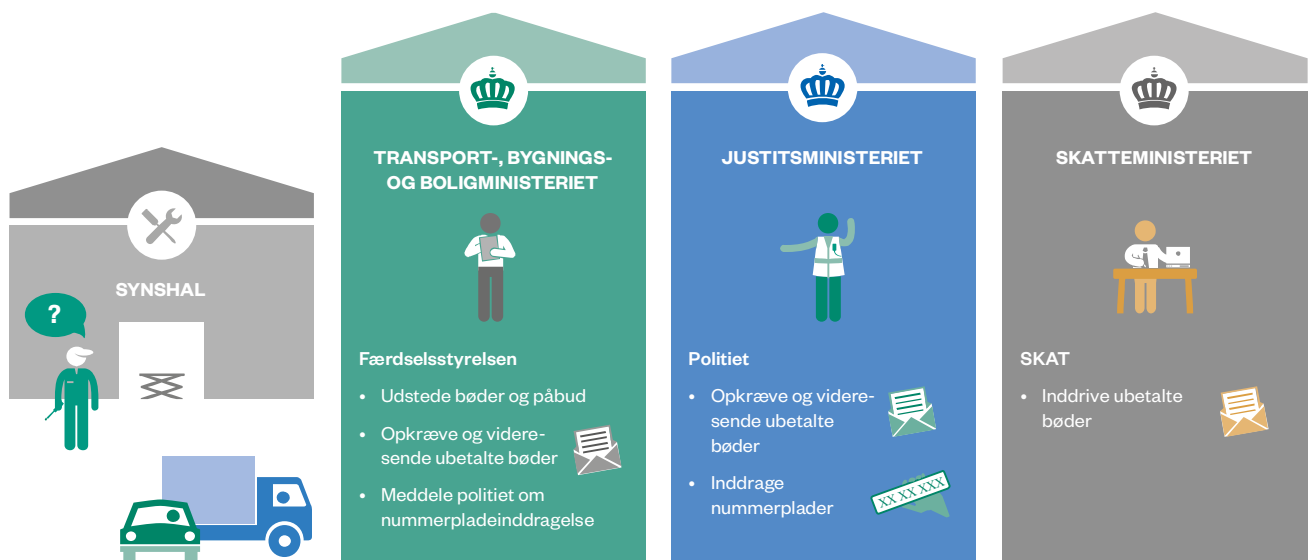 SYNSHAL
?
TRANSPORT-, BYGNINGS-
OG BOLIGMINISTERIET
Færdselsstyrelsen
• Udstede bøder og påbud
• Opkræve og videre-
sende ubetalte bøder
• Meddele politiet om
nummerpladeinddragelse
JUSTITSMINISTERIET
Politiet
• Opkræve og videre-
sende ubetalte
bøder
• Inddrage
nummerplader
XX XX XXX
SKATTEMINISTERIET
SKAT
• Inddrive ubetalte
bøder